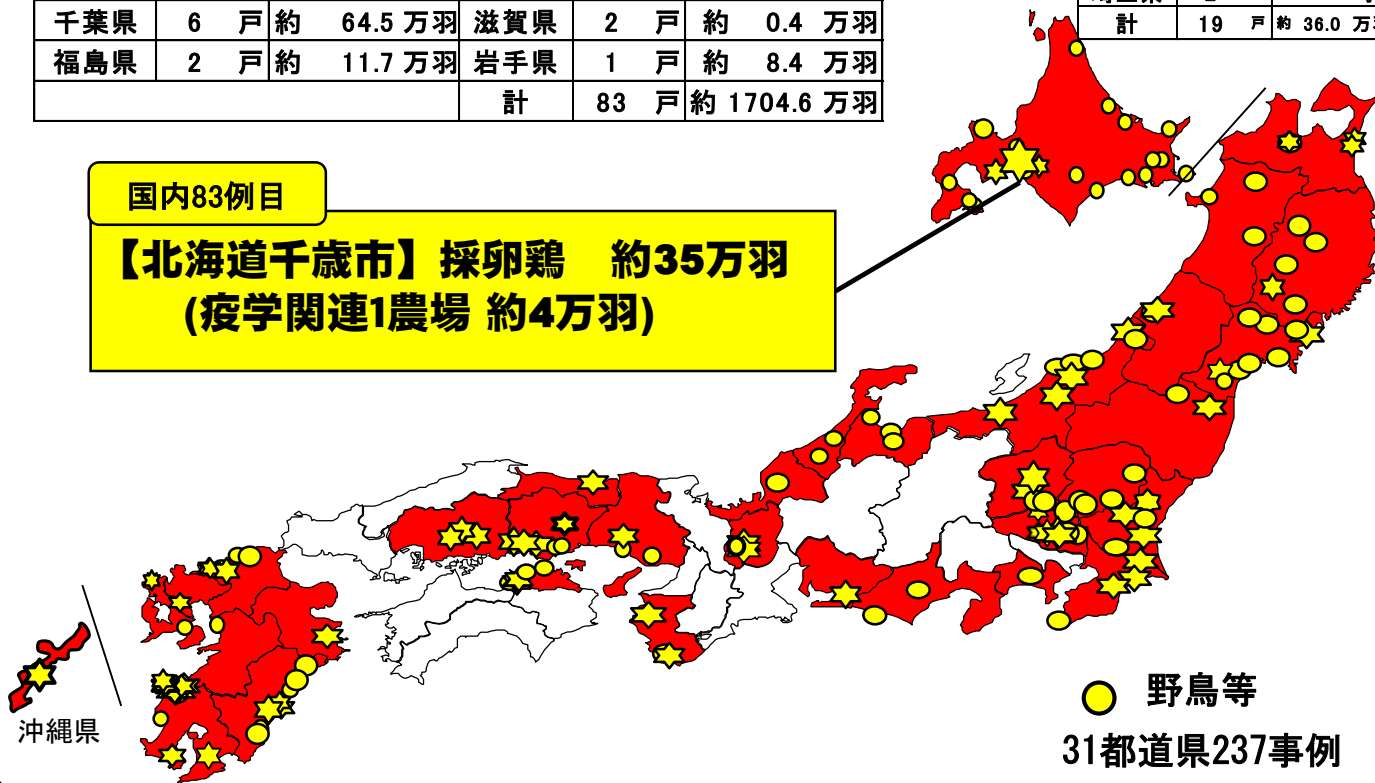 千葉県 6 戸 約 64.5 万羽 滋賀県 2 戸 約 0.4 万羽
福島県 2 戸 約 11.7 万羽 岩手県 1 戸 約 8.4 万羽
計 83 戸 約 1704.6 万羽
計 19 戸 約 36.0 万
国内83例目
【北海道千歳市】採卵鶏 約35万羽
(疫学関連1農場 約4万羽)
沖縄県
野鳥等
31都道県237事例